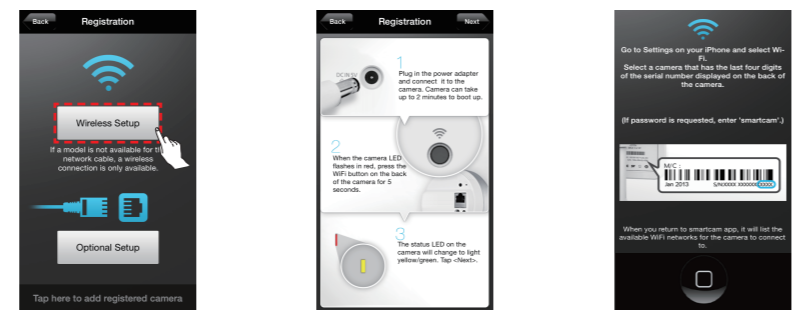 Back
Registration
Wireless Setup
If a model is not available for th
network cable, a wireless
connection is only available.
Optional Setup
Tap here to add registered camera
Back
Registration
Next
1
DC IN 5V
Plug in the power adapter
and connect it to the
camera. Camera can take
up to 2 minutes to boot up.
2
When the camera LED
flashes in red, press the
WiFi button on the back
of the camera for 5
seconds.
3
The status LED on the
camera will change to light
yellow/green. Tap <Next>.
Go to Settings on your iPhone and select Wi-
Fi.
Select a camera that has the last four digits
of the serial number displayed on the back of
the camera.
(If password is requested, enter 'smartcam'.)
M/C :
Jan 2013
S/NXXXX XXXXXXXXXXX
When you return to smartcam app, it will list the
available WiFi networks for the camera to connect
to.